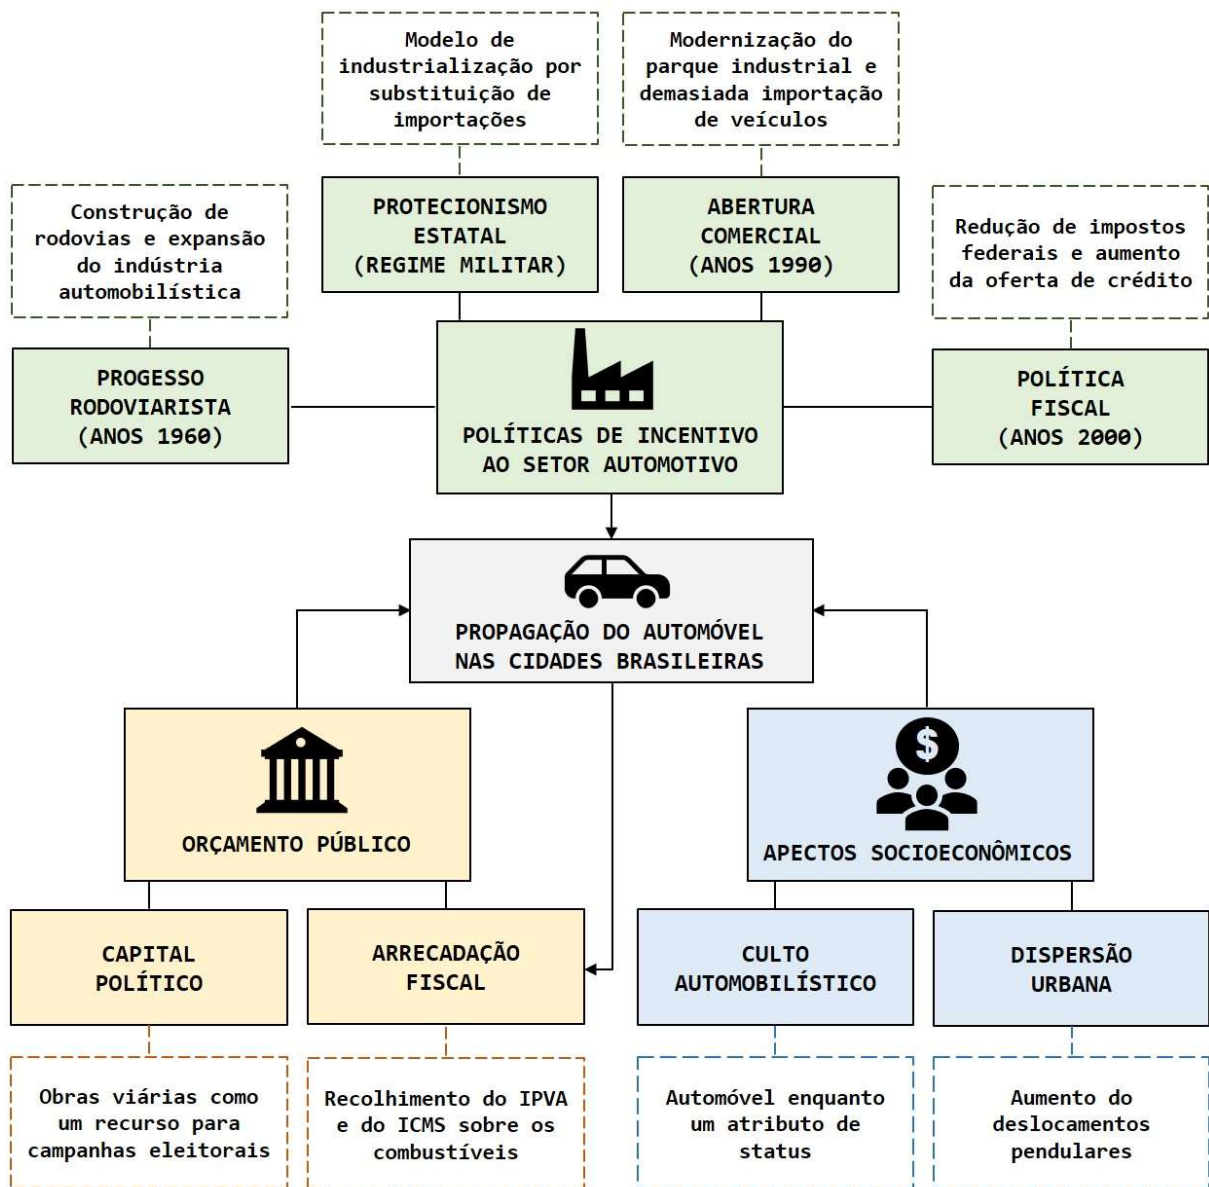 Modelo de
industrialização por
substituição de
importações
Modernização do
parque industrial e
demasiada importação
de veículos
Construção de
rodovias e expansão
do indústria
automobilística
PROTECIONISMO
ESTATAL
(REGIME MILITAR)
ABERTURA
COMERCIAL
(ANOS 1990)
Redução de impostos
federais e aumento
da oferta de crédito
PROGESSO
RODOVIARISTA
(ANOS 1960)
POLÍTICAS DE INCENTIVO
AO SETOR AUTOMOTIVO
POLÍTICA
FISCAL
(ANOS 2000)
PROPAGAÇÃO DO AUTOMÓVEL
NAS CIDADES BRASILEIRAS
ORÇAMENTO PÚBLICO
$
APECTOS SOCIOECONÔMICOS
CAPITAL
POLÍTICO
ARRECADAÇÃO
FISCAL
CULTO
AUTOMOBILÍSTICO
DISPERSÃO
URBANA
Obras viárias como
um recurso para
campanhas eleitorais
Recolhimento do IPVA
e do ICMS sobre os
combustíveis
Automóvel enquanto
um atributo de
status
Aumento do
deslocamentos
pendulares